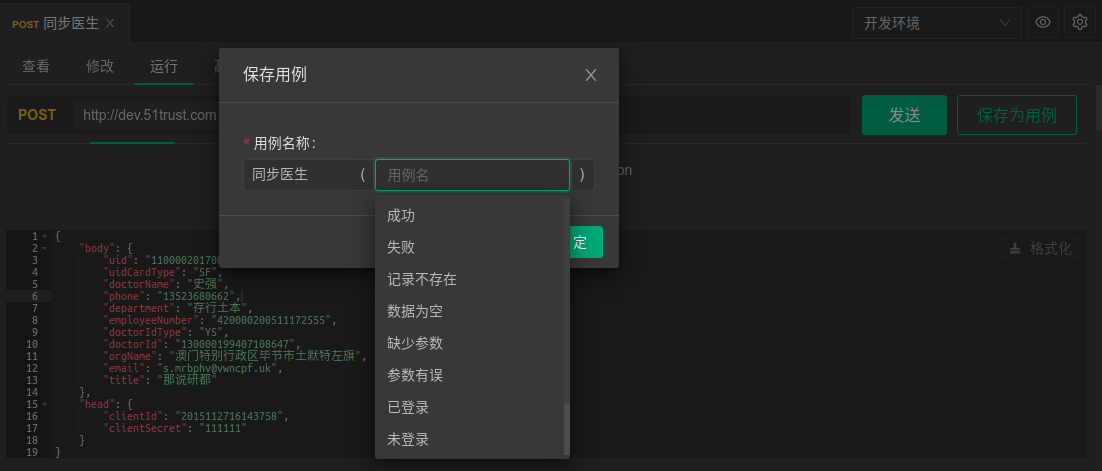 POST 同步医生
开发环境
查看 修改 运行
保存用例
POST http://dev.51trust.com 发送 保存为用例
* 用例名称:
同步医生 ( 用例名 )
on
成功
失败
定
记录不存在
数据为空
缺少参数
参数有误
已登录
未登录
格式化
1 {
2 "body": {
3 "uid": "1100002017
4 "uidCardType": "SF",
5 "doctorName": "史强",
6 "phone": "13523680662",
7 "department": "存行土本",
8 "employeeNumber": "420000200511172555",
9 "doctorIdType": "YS",
10 "doctorId": "130000199407108647",
11 "orgName": "澳门特别行政区毕节市土默特左旗",
12 "email": "s.mrbphv@vwncpf.uk",
13 "title": "那说研都"
14 },
15 "head": {
16 "clientId": "2015112716143758",
17 "clientSecret": "111111"
18 }
19 }